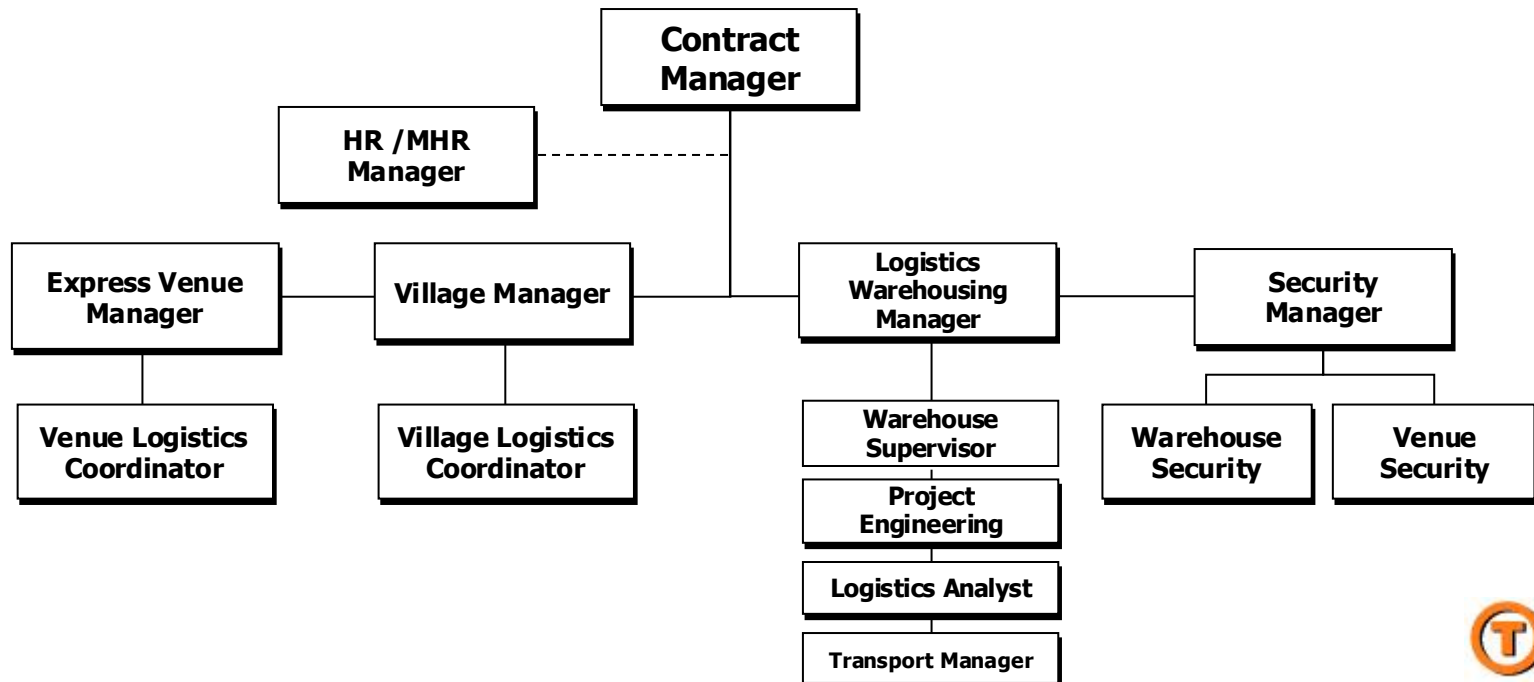 Contract
Manager
HR /MHR
Manager
Express Venue
Manager
Village Manager
Logistics
Warehousing
Manager
Security
Manager
Venue Logistics
Coordinator
Village Logistics
Coordinator
Warehouse
Supervisor
Project
Engineering
Logistics Analyst
Transport Manager
Warehouse
Security
Venue
Security
T